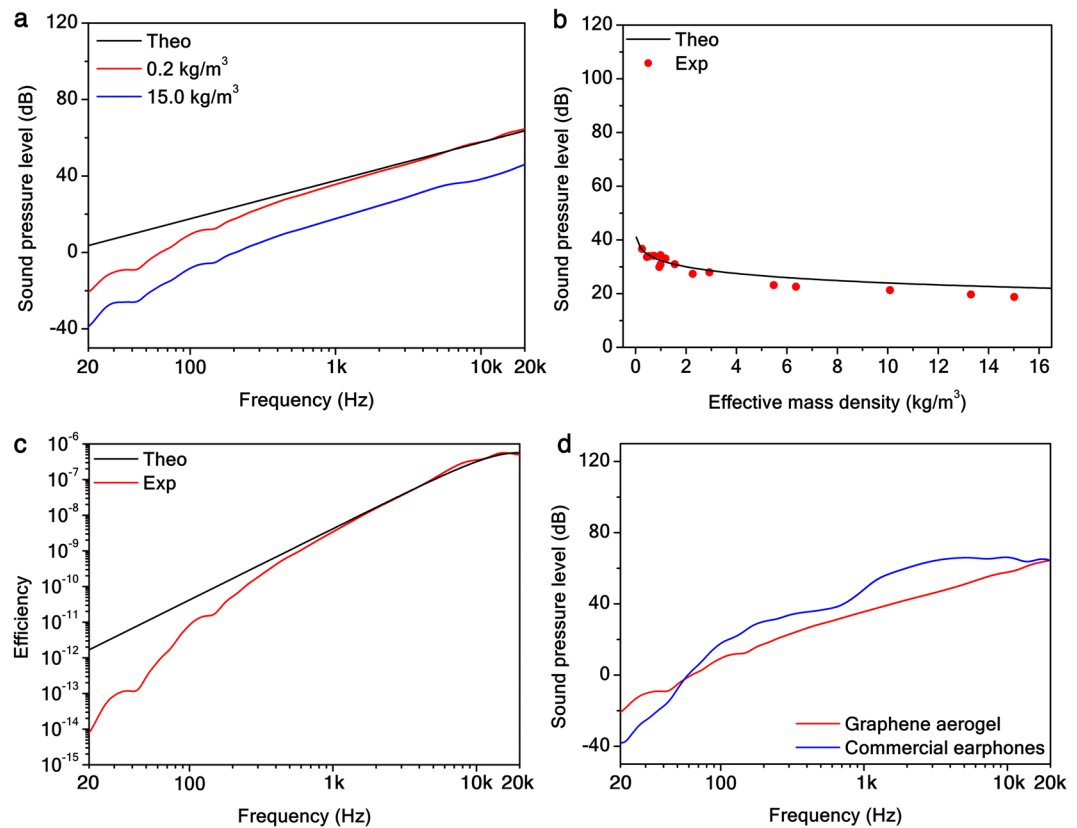 a
120
80
40
0
-40
Sound pressure level (dB)
Theo
0.2 kg/m³
15.0 kg/m³
20
100
1k
10k
20k
Frequency (Hz)
b
120
100
80
60
40
20
0
Sound pressure level (dB)
Theo
Exp
0
2
4
6
8
10
12
14
16
Effective mass density (kg/m³)
c
10⁻⁶
10⁻⁷
10⁻⁸
10⁻⁹
10⁻¹⁰
10⁻¹¹
10⁻¹²
10⁻¹³
10⁻¹⁴
10⁻¹⁵
Efficiency
Theo
Exp
20
100
1k
10k
20k
Frequency (Hz)
d
120
80
40
0
-40
Sound pressure level (dB)
Graphene aerogel
Commercial earphones
20
100
1k
10k
20k
Frequency (Hz)